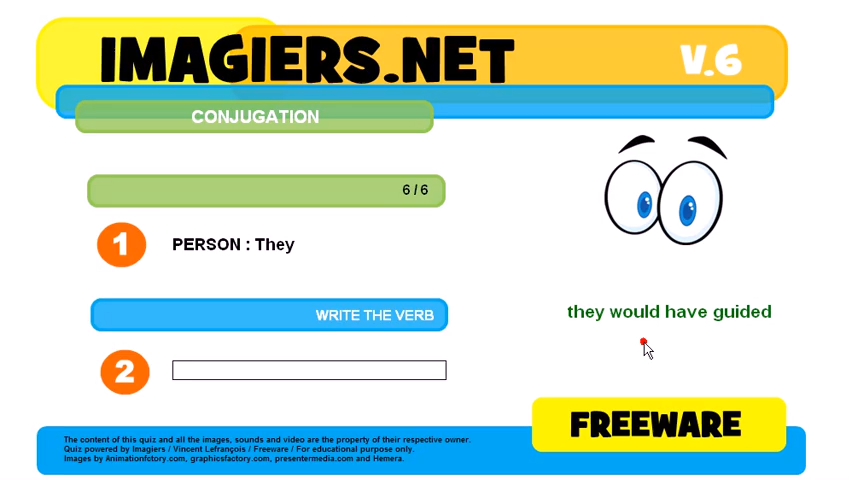 IMAGIERS.NET
V.6
CONJUGATION
6 / 6
1
PERSON : They
WRITE THE VERB
they would have guided
2
FREEWARE
The content of this quiz and all the images, sounds and video are the property of their respective owner.
Quiz powered by Imagiers / Vincent Lefrançois / Freeware / For educational purpose only.
Images by Animationfctory.com, graphicsfactory.com, presentermedia.com and Hemera.